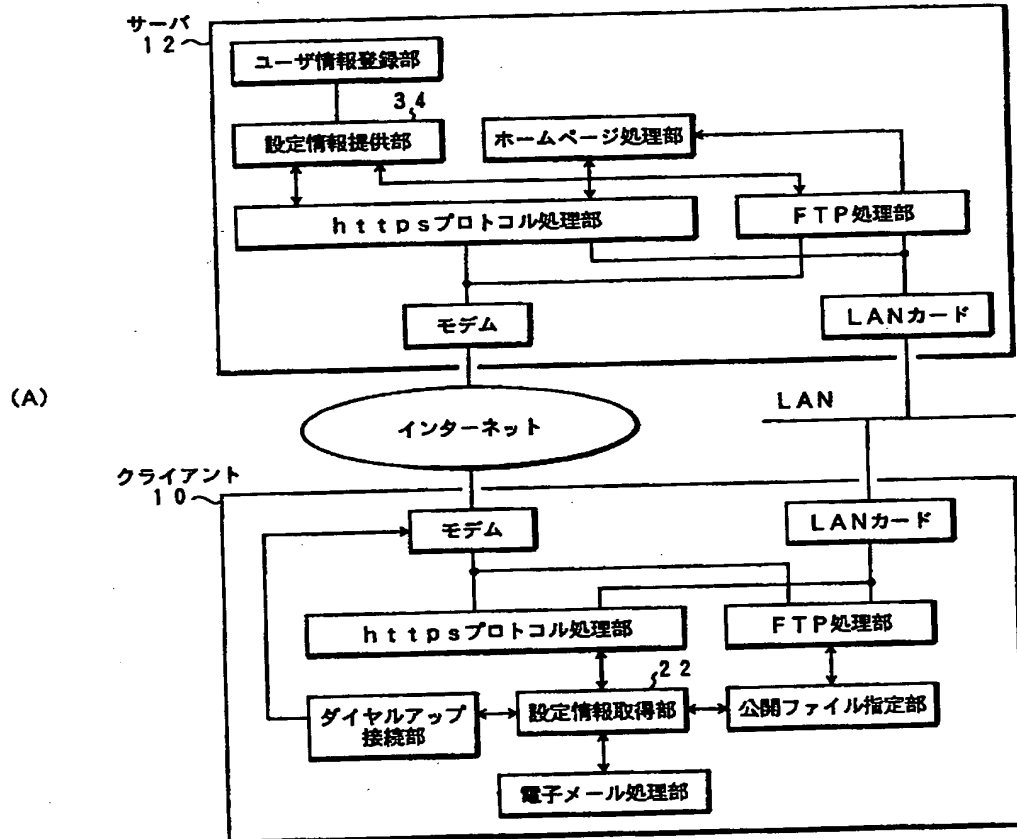 サーバ
12
ユーザ情報登録部
34
設定情報提供部
ホームページ処理部
httpsプロトコル処理部
FTP処理部
モデム
LANカード
(A)
インターネット
LAN
クライアント
10
モデム
LANカード
httpsプロトコル処理部
FTP処理部
22
ダイヤルアップ
接続部
設定情報取得部
公開ファイル指定部
電子メール処理部